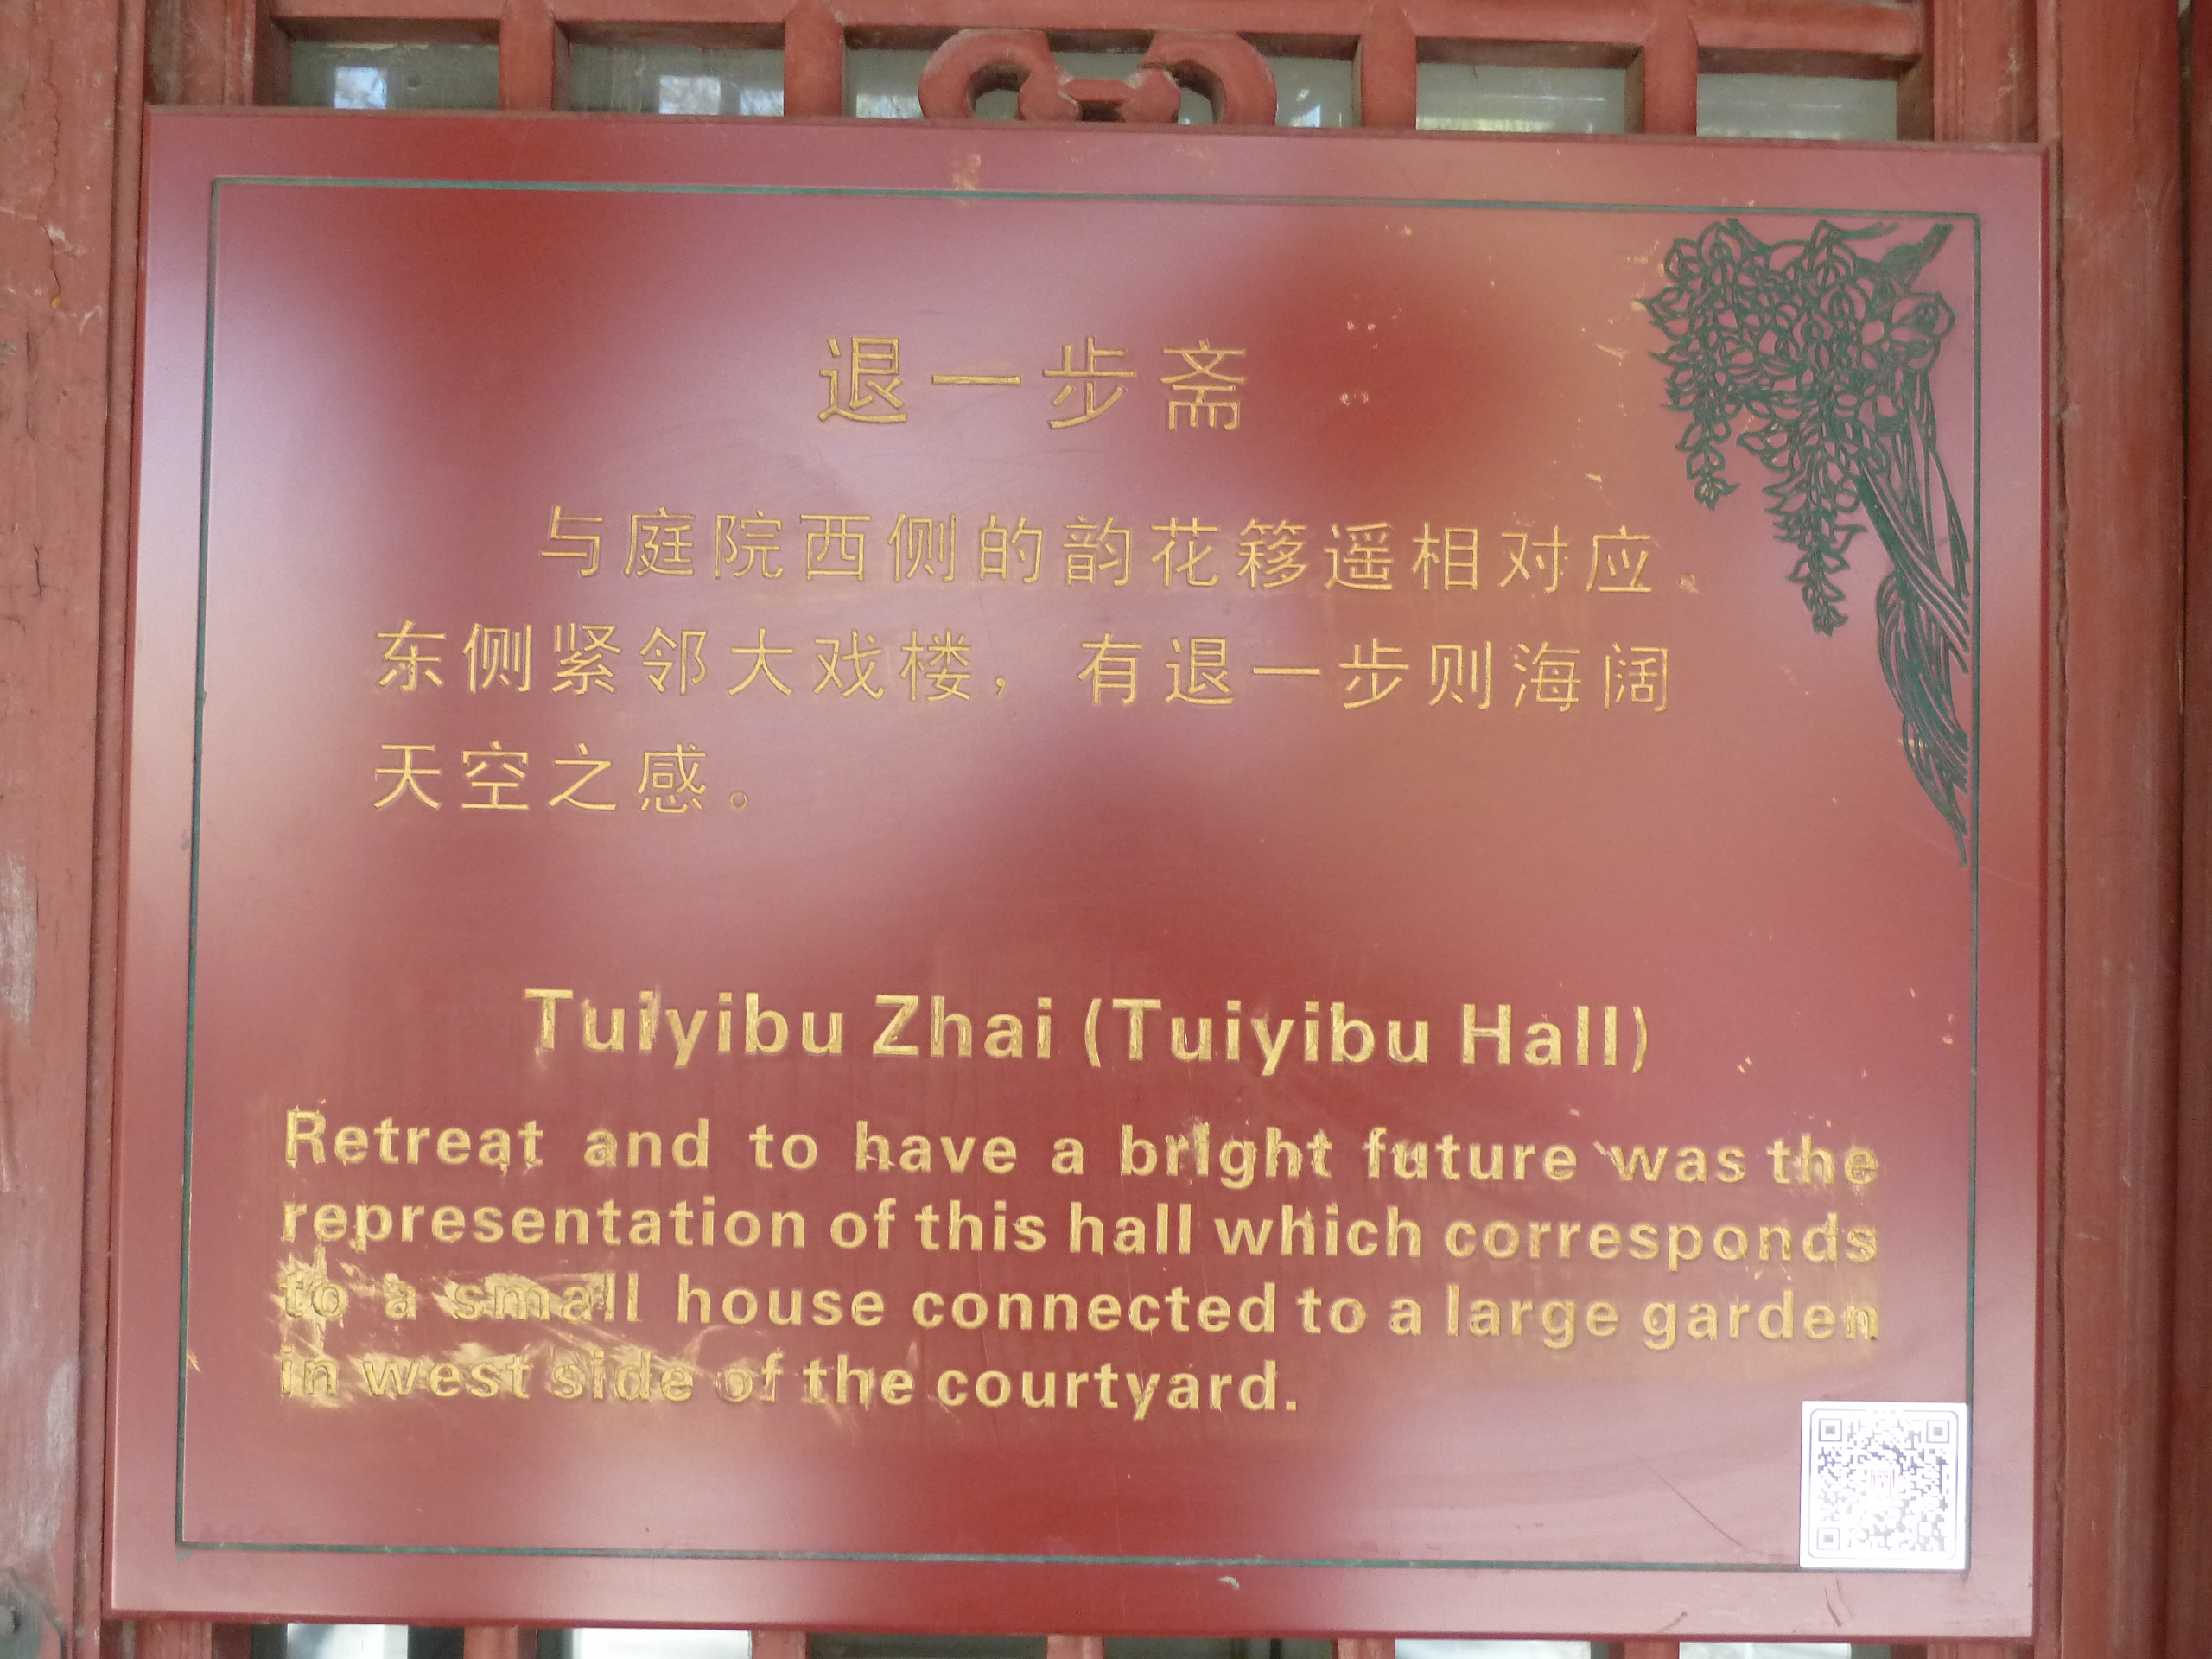 退一步斋
与庭院西侧的韵花簃遥相对应。
东侧紧邻大戏楼，有退一步则海阔
天空之感。
Tuiyibu Zhai (Tuiyibu Hall)
Retreat and to have a bright future was the
representation of this hall which corresponds
to a small house connected to a large garden
in west side of the courtyard.